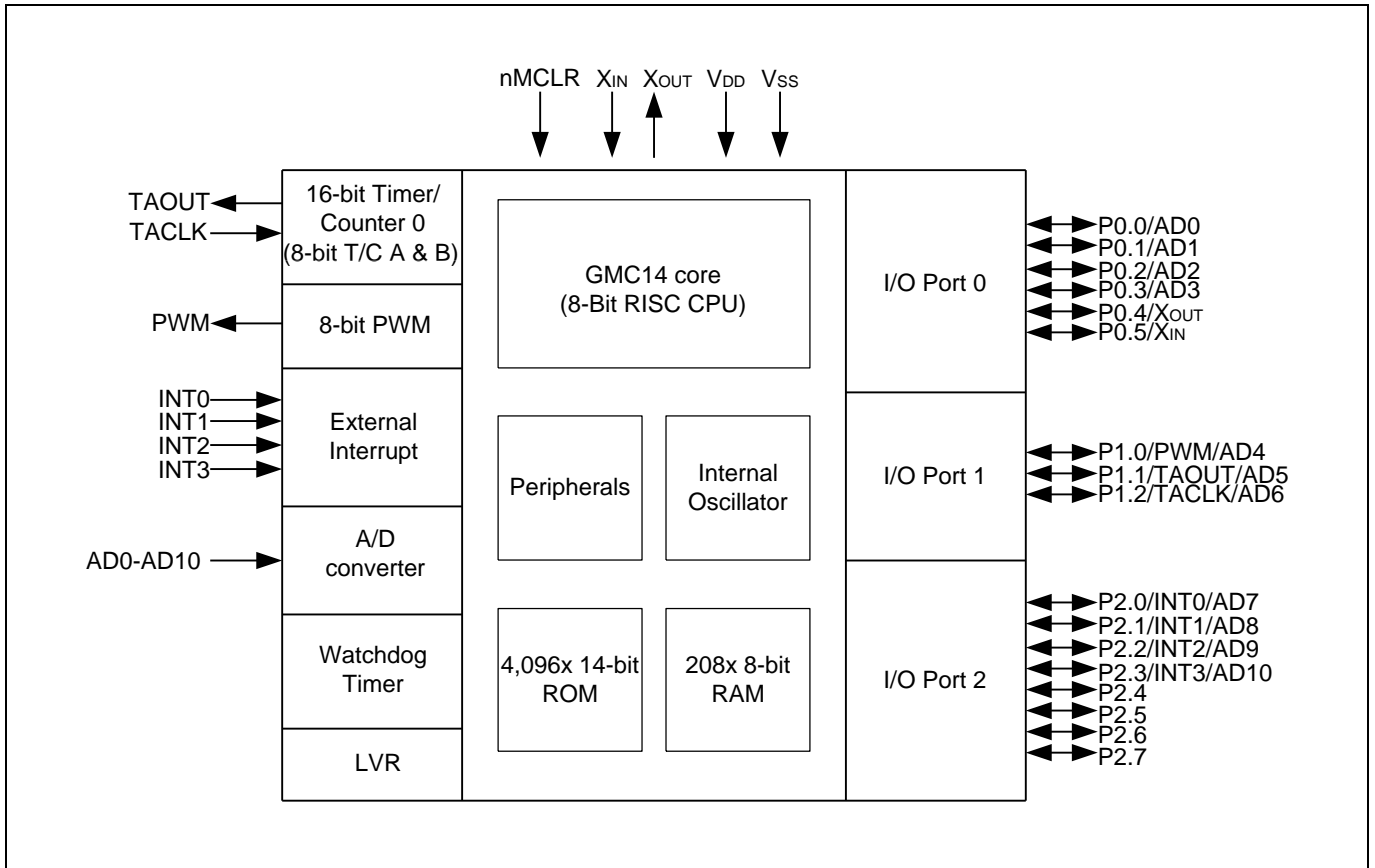 nMCLR XIN XOUT VDD VSS
TAOUT
TACLK
16-bit Timer/
Counter 0
(8-bit T/C A & B)
PWM
8-bit PWM
INT0
INT1
INT2
INT3
External
Interrupt
AD0-AD10
A/D
converter
Watchdog
Timer
LVR
GMC14 core
(8-Bit RISC CPU)
Peripherals
Internal
Oscillator
4,096x 14-bit
ROM
208x 8-bit
RAM
I/O Port 0
P0.0/AD0
P0.1/AD1
P0.2/AD2
P0.3/AD3
P0.4/XOUT
P0.5/XIN
I/O Port 1
P1.0/PWM/AD4
P1.1/TAOUT/AD5
P1.2/TACLK/AD6
I/O Port 2
P2.0/INT0/AD7
P2.1/INT1/AD8
P2.2/INT2/AD9
P2.3/INT3/AD10
P2.4
P2.5
P2.6
P2.7